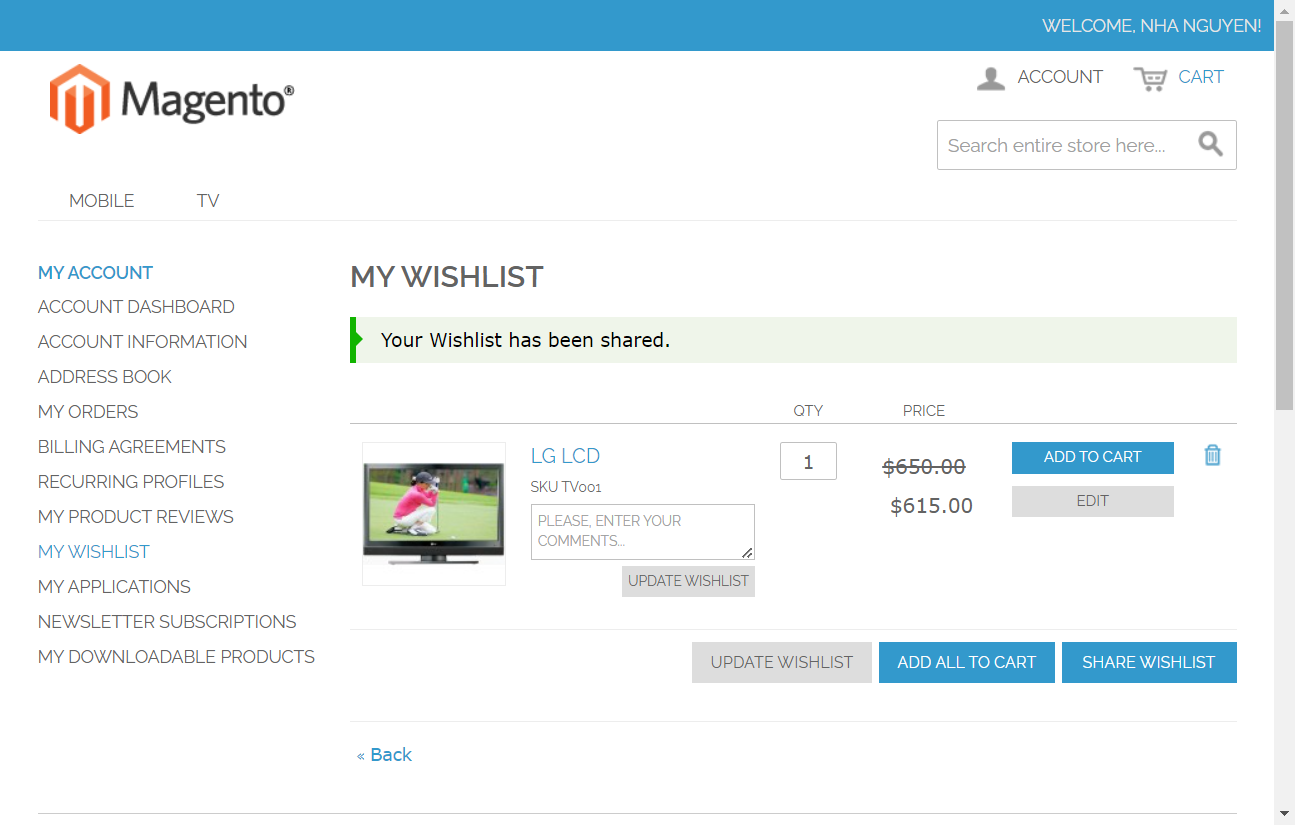 WELCOME, NHA NGUYEN!
Magento®
ACCOUNT
CART
Search entire store here...
MOBILE
TV
MY ACCOUNT
ACCOUNT DASHBOARD
ACCOUNT INFORMATION
ADDRESS BOOK
MY ORDERS
BILLING AGREEMENTS
RECURRING PROFILES
MY PRODUCT REVIEWS
MY WISHLIST
MY APPLICATIONS
NEWSLETTER SUBSCRIPTIONS
MY DOWNLOADABLE PRODUCTS
MY WISHLIST
Your Wishlist has been shared.
QTY
PRICE
LG LCD
SKU TV001
PLEASE, ENTER YOUR
COMMENTS...
UPDATE WISHLIST
1
$650.00
$615.00
ADD TO CART
EDIT
UPDATE WISHLIST
ADD ALL TO CART
SHARE WISHLIST
« Back